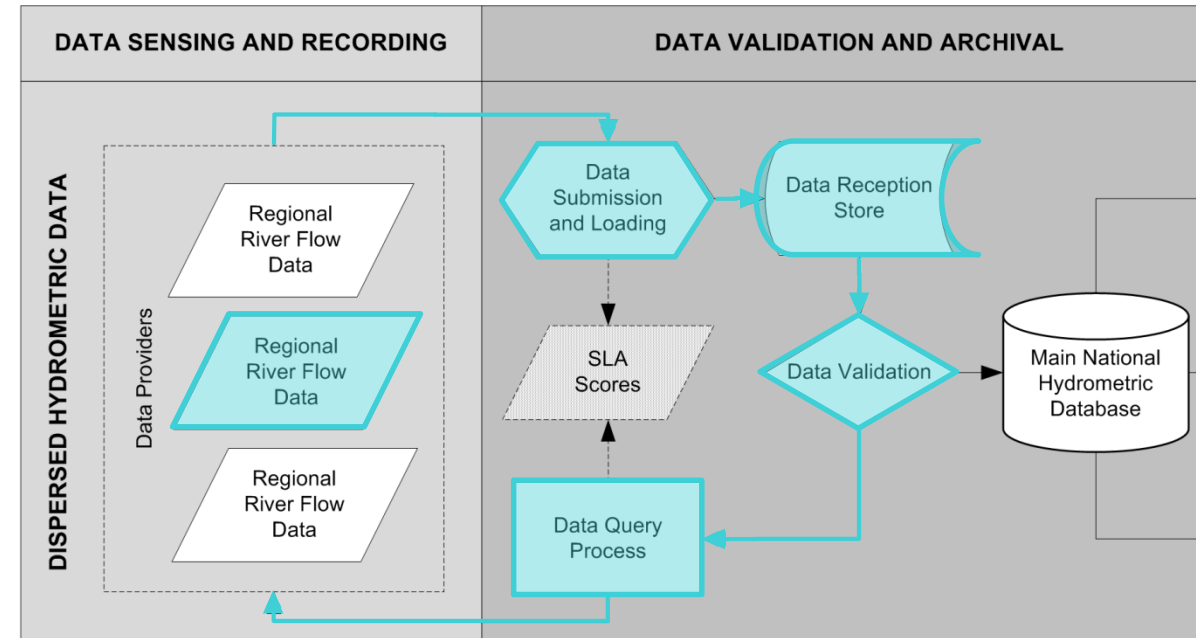 DATA SENSING AND RECORDING
DATA VALIDATION AND ARCHIVAL
DISPERSED HYDROMETRIC DATA
Data Providers
Regional
River Flow
Data
Regional
River Flow
Data
Regional
River Flow
Data
Data
Submission
and Loading
Data Reception
Store
SLA
Scores
Data Validation
Main National
Hydrometric
Database
Data Query
Process